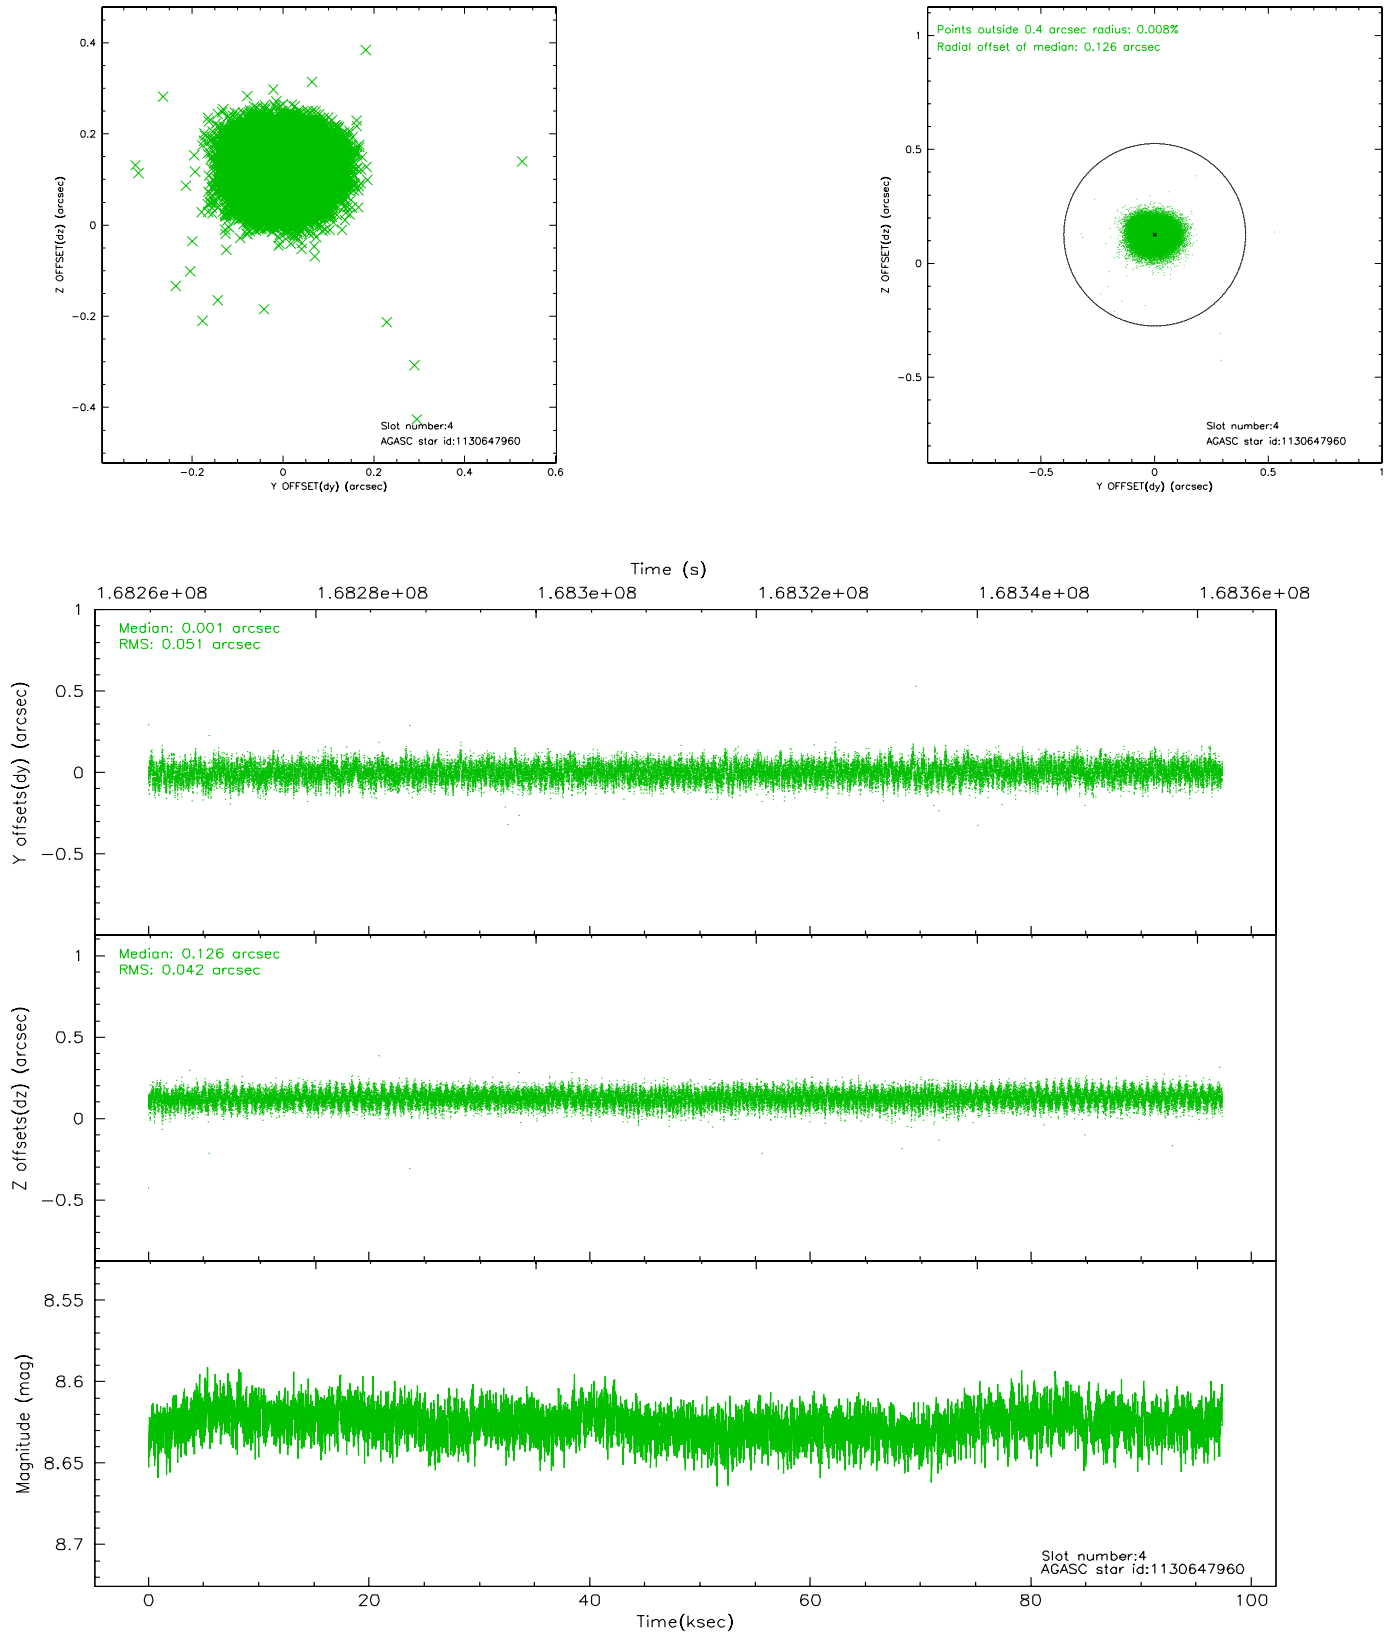 0.4
0.2
0
−0.2
−0.4
Z OFFSET(dz) (arcsec)
Slot number:4
AGASC star id:1130647960
−0.2
0
0.2
0.4
0.6
Y OFFSET(dy) (arcsec)
Points outside 0.4 arcsec radius: 0.008%
Radial offset of median: 0.126 arcsec
1
0.5
0
−0.5
Z OFFSET(dz) (arcsec)
Slot number:4
AGASC star id:1130647960
−0.5
0
0.5
1
Y OFFSET(dy) (arcsec)
Time (s)
1.6826e+08
1.6828e+08
1.683e+08
1.6832e+08
1.6834e+08
1.6836e+08
Median: 0.001 arcsec
RMS: 0.051 arcsec
1
0.5
0
−0.5
Y offsets(dy) (arcsec)
Median: 0.126 arcsec
RMS: 0.042 arcsec
1
0.5
0
−0.5
Z offsets(dz) (arcsec)
8.55
8.6
8.65
8.7
Magnitude (mag)
Slot number:4
AGASC star id:1130647960
0
20
40
60
80
100
Time(ksec)